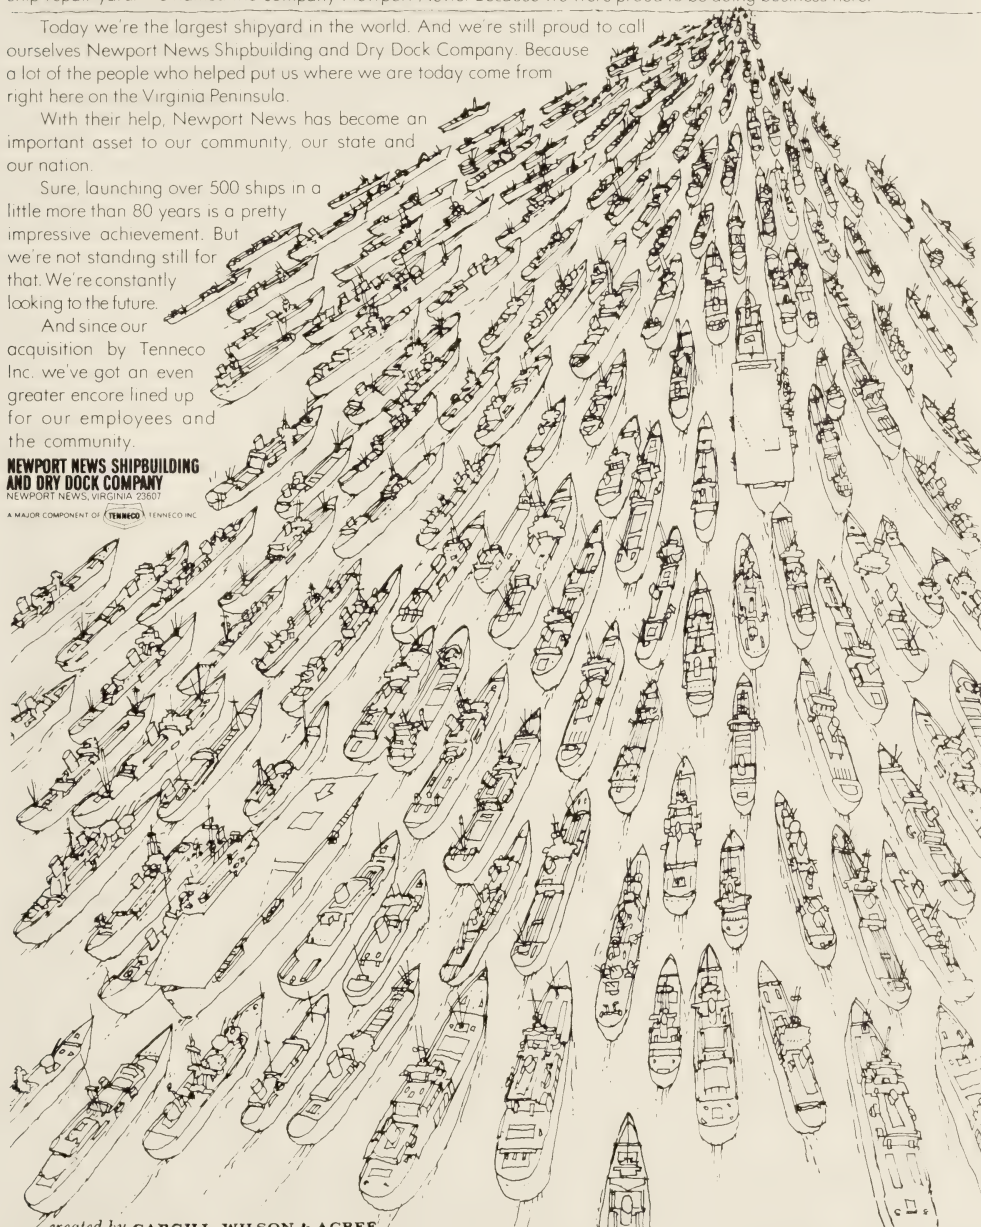 Today we're the largest shipyard in the world. And we're still proud to call
ourselves Newport News Shipbuilding and Dry Dock Company. Because
a lot of the people who helped put us where we are today come from
right here on the Virginia Peninsula.
With their help, Newport News has become an
important asset to our community, our state and
our nation.
Sure, launching over 500 ships in a
little more than 80 years is a pretty
impressive achievement. But
we're not standing still for
that. We're constantly
looking to the future.
And since our
acquisition by Tenneco
Inc. we've got an even
greater encore lined up
for our employees and
the community.
NEWPORT NEWS SHIPBUILDING
AND DRY DOCK COMPANY
NEWPORT NEWS, VIRGINIA 23607
A MAJOR COMPONENT OF TENNECO TENNECO INC
created by CARGILL, WILSON & ACREE